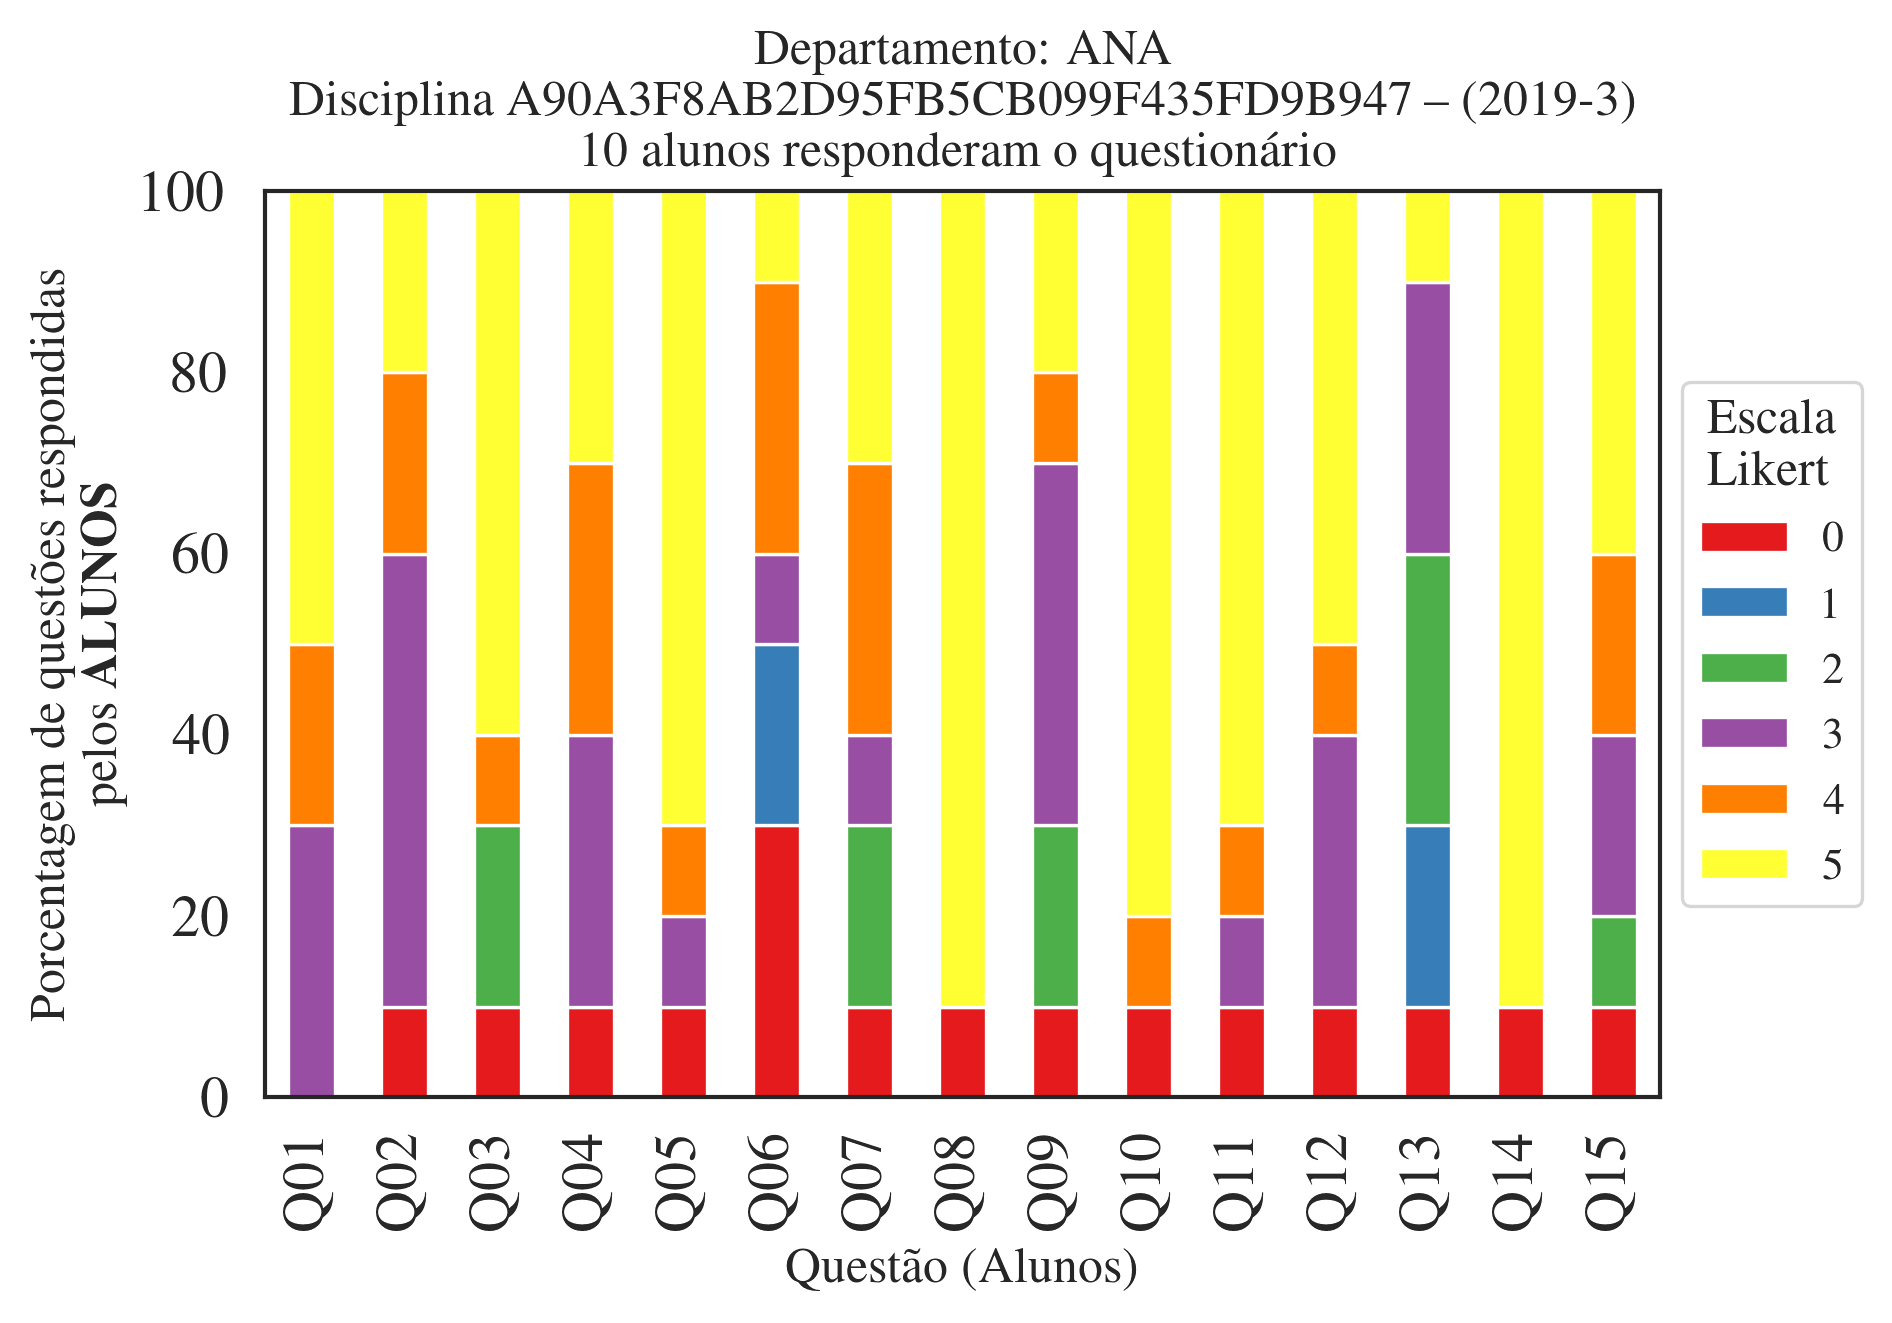 Departamento: ANA
Disciplina A90A3F8AB2D95FB5CB099F435FD9B947 – (2019-3)
10 alunos responderam o questionário
Porcentagem de questões respondidas
pelos ALUNOS
100
80
60
40
20
0
Q01
Q02
Q03
Q04
Q05
Q06
Q07
Q08
Q09
Q10
Q11
Q12
Q13
Q14
Q15
Questão (Alunos)
Escala
Likert
0
1
2
3
4
5